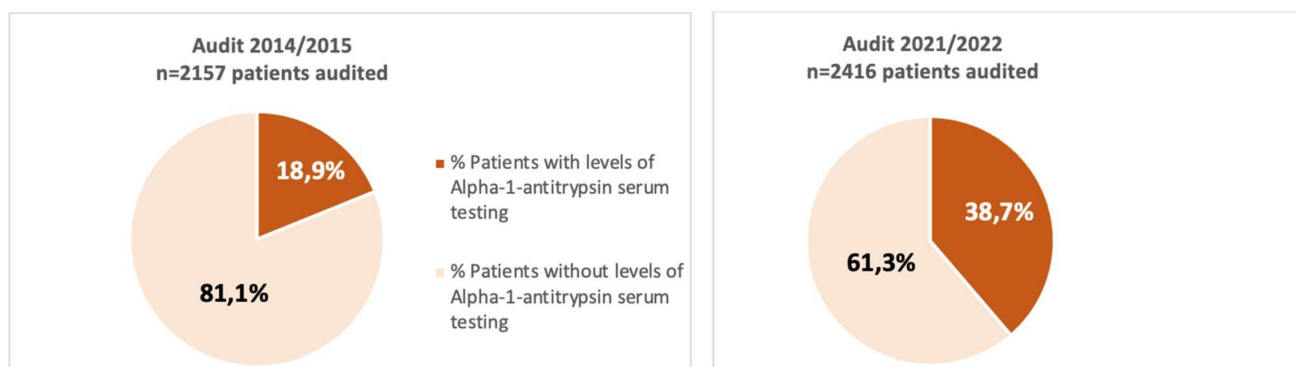 Audit 2014/2015
n=2157 patients audited
18,9%
81,1%
% Patients with levels of
Alpha-1-antitrypsin serum
testing
% Patients without levels of
Alpha-1-antitrypsin serum
testing
Audit 2021/2022
n=2416 patients audited
38,7%
61,3%